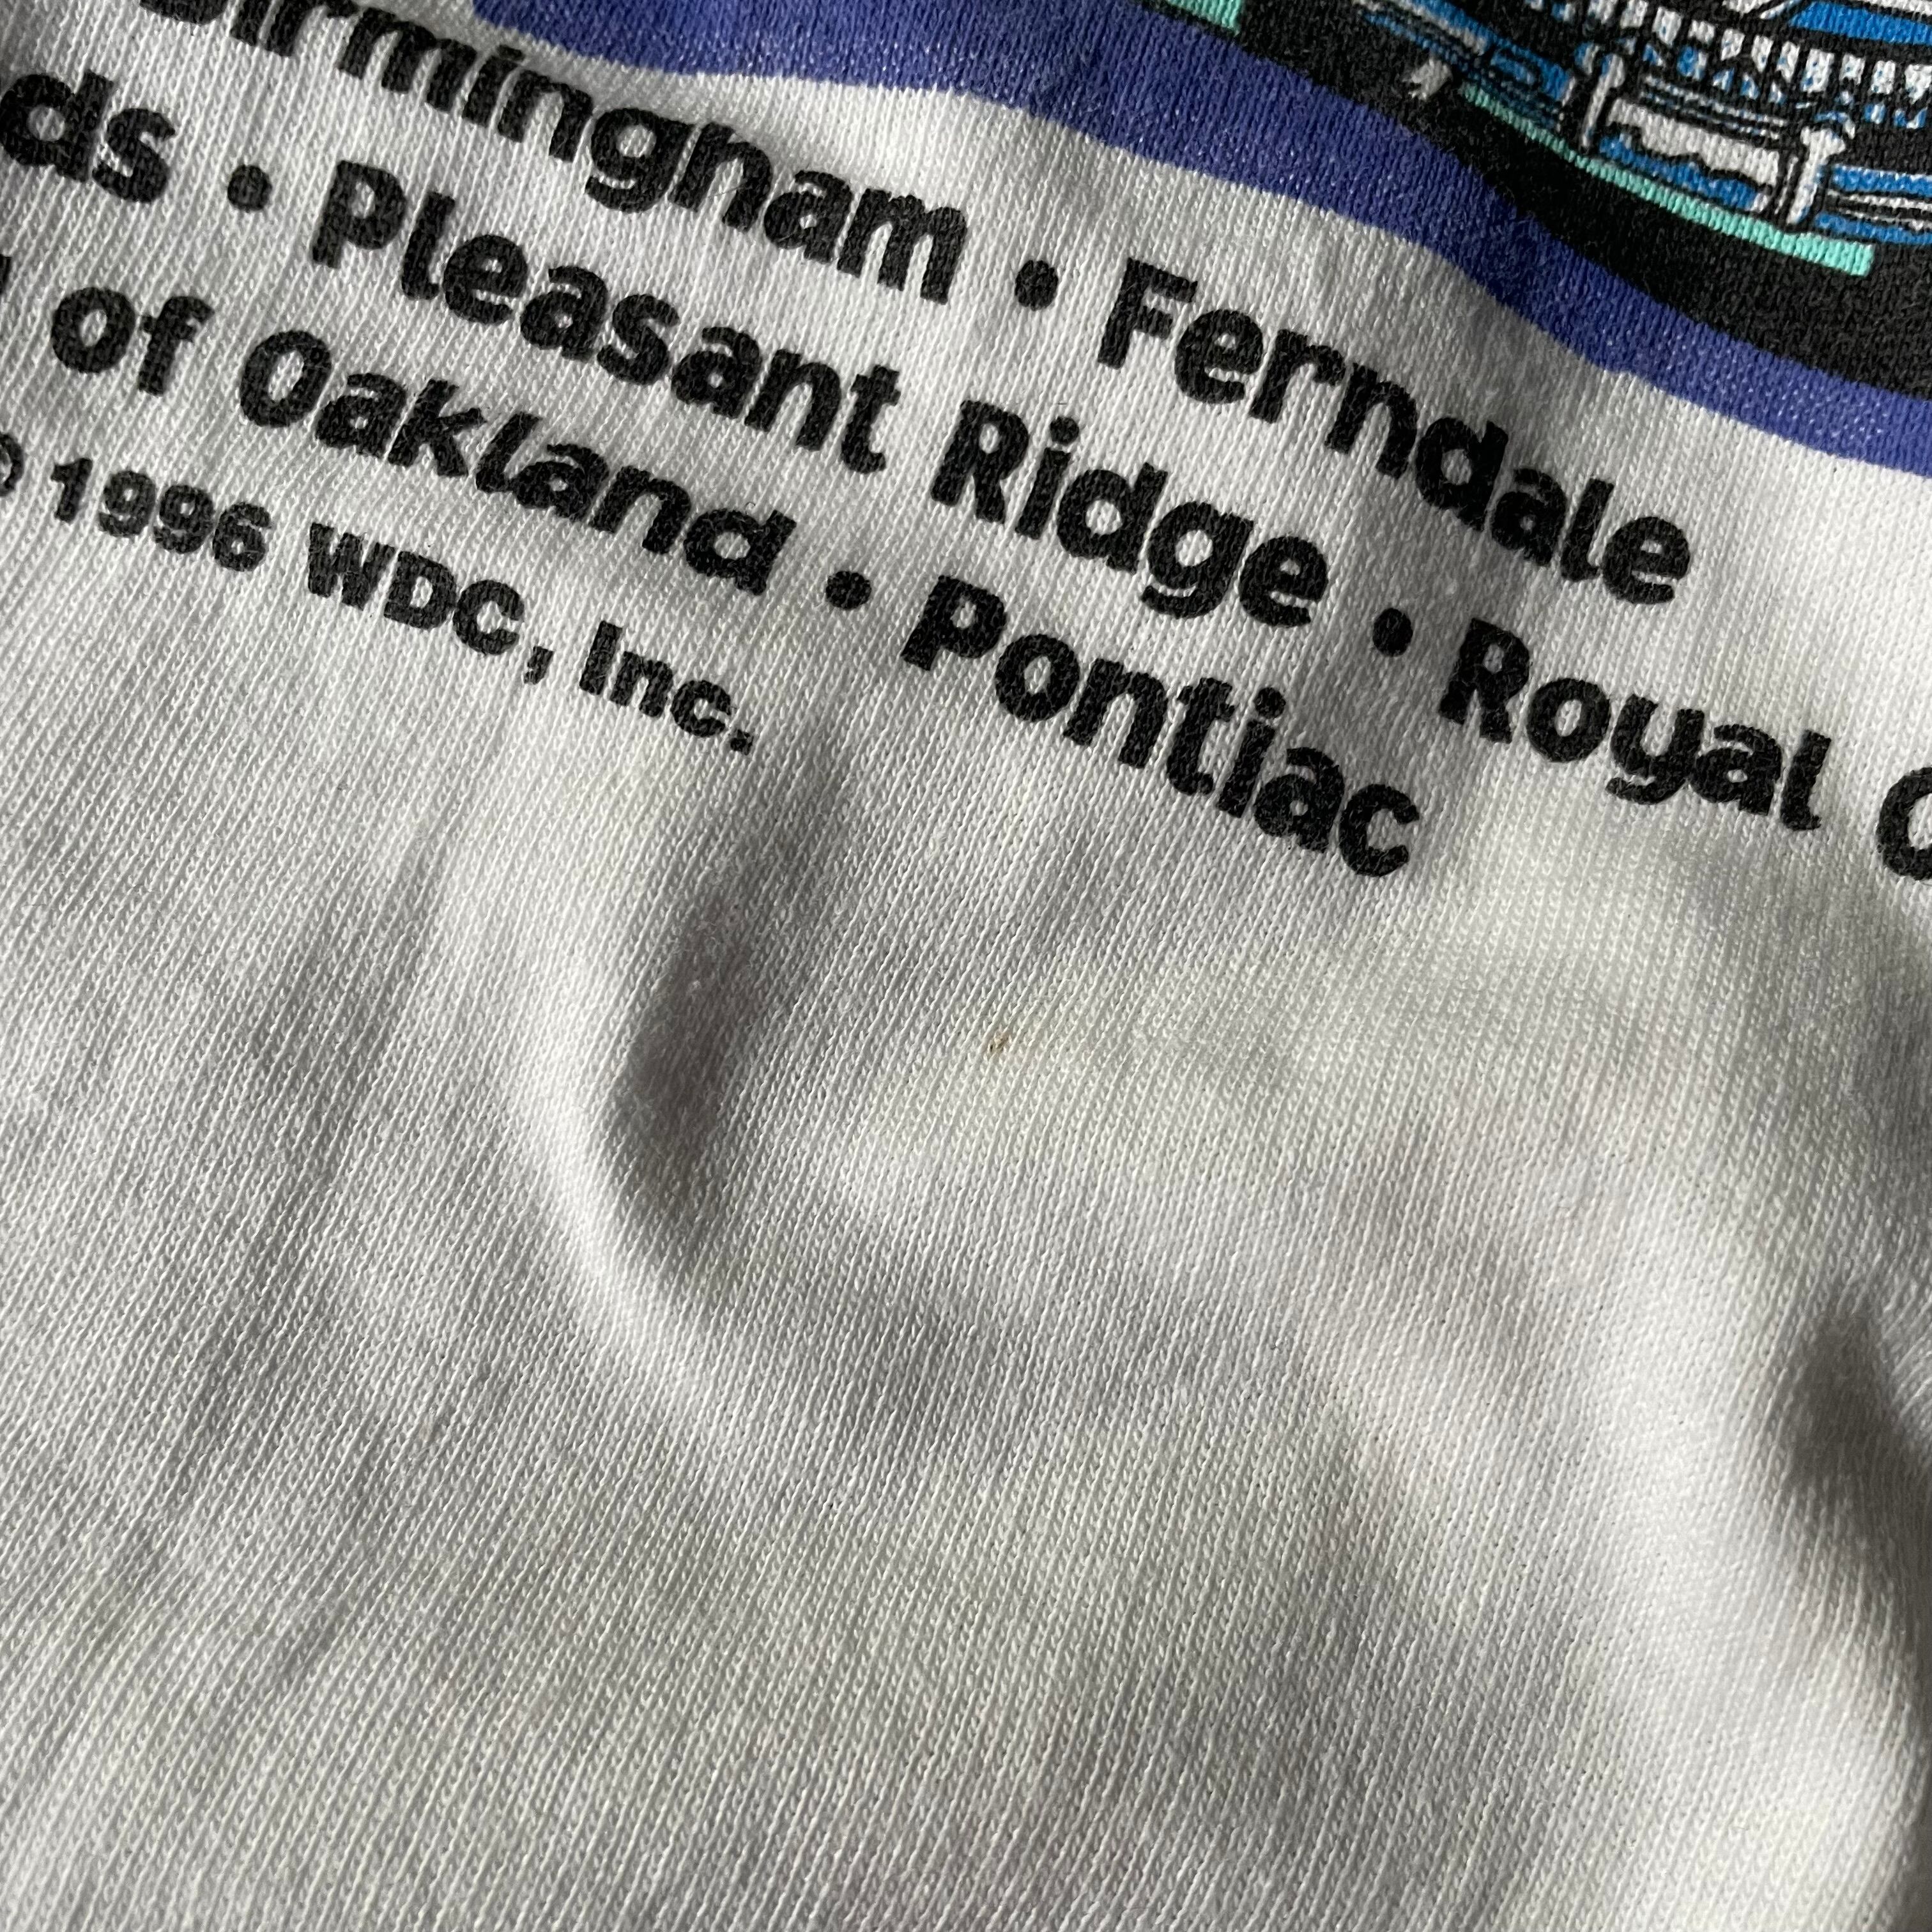 Birmingham • Ferndale
ds • Pleasant Ridge • Royal
of Oakland • Pontiac
© 1996 WDC, Inc.